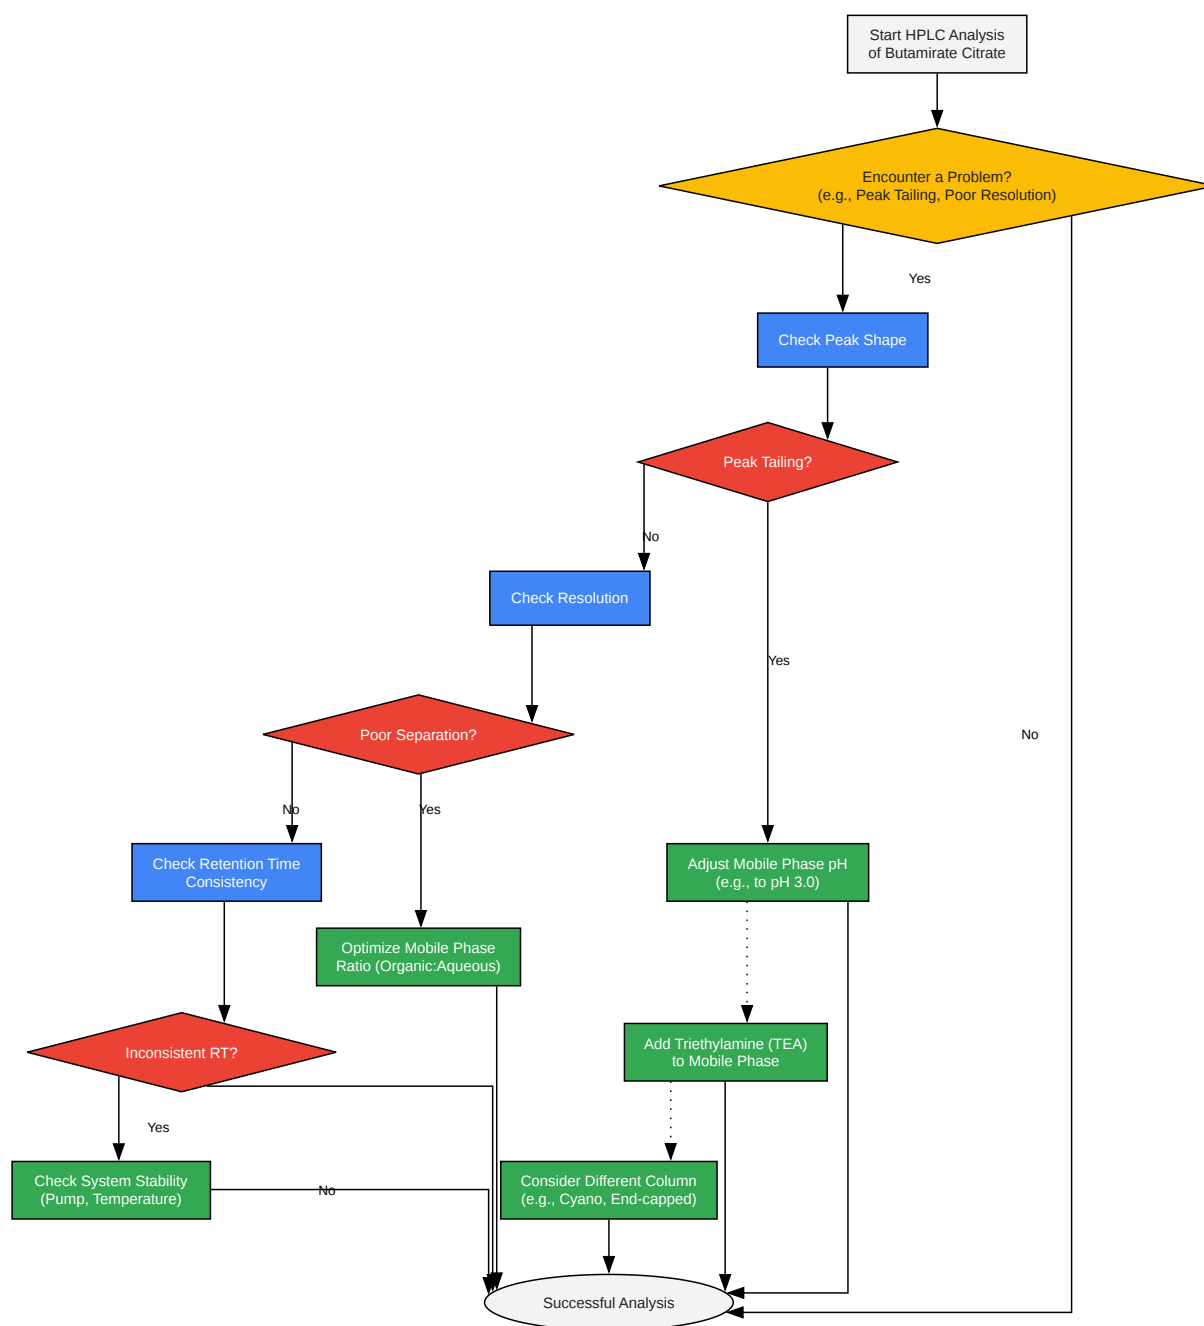 Start HPLC Analysis
of Butamirate Citrate
Encounter a Problem?
(e.g., Peak Tailing, Poor Resolution)
Yes
Check Peak Shape
Peak Tailing?
No
Check Resolution
Yes
Poor Separation?
No
No
Yes
Check Retention Time
Consistency
Adjust Mobile Phase pH
(e.g., to pH 3.0)
Optimize Mobile Phase
Ratio (Organic:Aqueous)
Inconsistent RT?
Add Triethylamine (TEA)
to Mobile Phase
Yes
Check System Stability
(Pump, Temperature)
No
Consider Different Column
(e.g., Cyano, End-capped)
Successful Analysis